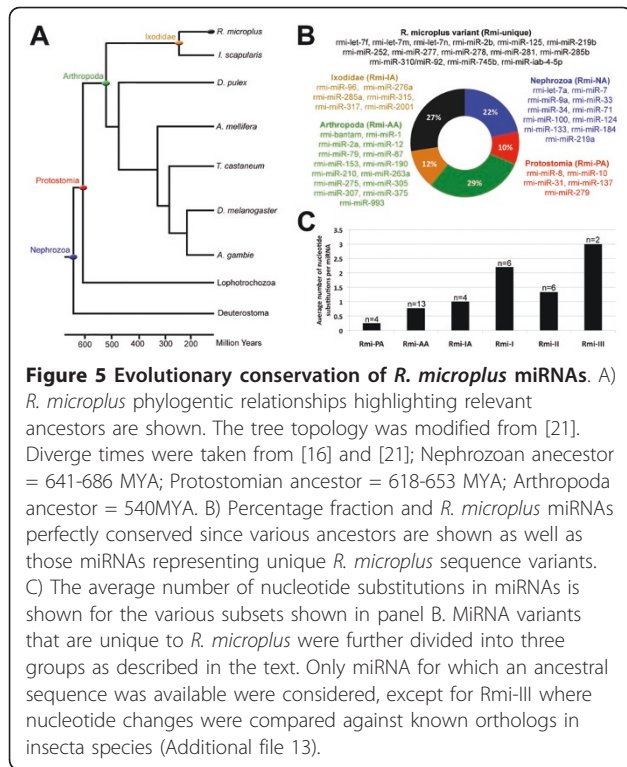 A
Ixodidae
R. microplus
I. scapularis
Arthropoda
D. pulex
A. mellifera
T. castaneum
Protostomia
D. melanogaster
A. gambie
Nephrozoa
Lophotrochozoa
Deuterostoma
600 500 400 300 200
Million Years
B
R. microplus variant (Rmi-unique)
rmi-let-7f, rmi-let-7m, rmi-let-7n, rmi-miR-2b, rmi-miR-125, rmi-miR-219b
rmi-miR-252, rmi-miR-277, rmi-miR-278, rmi-miR-281, rmi-miR-285b
rmi-miR-310/miR-92, rmi-miR-745b, rmi-miR-iab-4-5p
Ixodidae (Rmi-IA)
rmi-miR-96, rmi-miR-276a
rmi-miR-285a, rmi-miR-315,
rmi-miR-317, rmi-miR-2001
Arthropoda (Rmi-AA)
rmi-bantam, rmi-miR-1
rmi-miR-2a, rmi-miR-12
rmi-miR-79, rmi-miR-87
rmi-miR-153, rmi-miR-190
rmi-miR-210, rmi-miR-263a
rmi-miR-275, rmi-miR-305
rmi-miR-307, rmi-miR-375
rmi-miR-993
27%
22%
10%
29%
12%
Nephrozoa (Rmi-NA)
rmi-let-7a, rmi-miR-7
rmi-miR-9a, rmi-miR-33
rmi-miR-34, rmi-miR-71
rmi-miR-100, rmi-miR-124
rmi-miR-133, rmi-miR-184
rmi-miR-219a
Protostomia (Rmi-PA)
rmi-miR-8, rmi-miR-10
rmi-miR-31, rmi-miR-137
rmi-miR-279
C
Average number of nucleotide
substitutions per miRNA
3.5
3
2.5
2
1.5
1
0.5
0
n=4
n=13
n=4
n=6
n=6
n=2
Rmi-PA Rmi-AA Rmi-IA Rmi-I Rmi-II Rmi-III
Figure 5 Evolutionary conservation of R. microplus miRNAs. A)
R. microplus phylogentic relationships highlighting relevant
ancestors are shown. The tree topology was modified from [21].
Diverge times were taken from [16] and [21]; Nephrozoan anecestor
= 641-686 MYA; Protostomian ancestor = 618-653 MYA; Arthropoda
ancestor = 540MYA. B) Percentage fraction and R. microplus miRNAs
perfectly conserved since various ancestors are shown as well as
those miRNAs representing unique R. microplus sequence variants.
C) The average number of nucleotide substitutions in miRNAs is
shown for the various subsets shown in panel B. MiRNA variants
that are unique to R. microplus were further divided into three
groups as described in the text. Only miRNA for which an ancestral
sequence was available were considered, except for Rmi-III where
nucleotide changes were compared against known orthologs in
insecta species (Additional file 13).